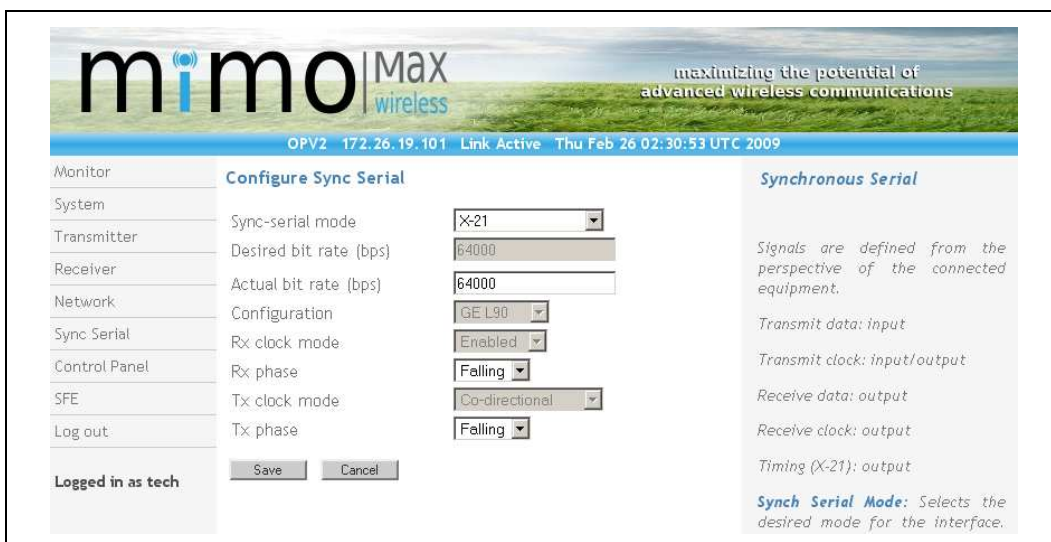 mimo Max wireless
maximizing the potential of
advanced wireless communications
OPV2 172.26.19.101 Link Active Thu Feb 26 02:30:53 UTC 2009
Monitor
System
Transmitter
Receiver
Network
Sync Serial
Control Panel
SFE
Log out
Logged in as tech
Configure Sync Serial
Sync-serial mode X-21
Desired bit rate (bps) 64000
Actual bit rate (bps) 64000
Configuration GE L90
Rx clock mode Enabled
Rx phase Falling
Tx clock mode Co-directional
Tx phase Falling
Save Cancel
Synchronous Serial
Signals are defined from the
perspective of the connected
equipment.
Transmit data: input
Transmit clock: input/output
Receive data: output
Receive clock: output
Timing (X-21): output
Synch Serial Mode: Selects the
desired mode for the interface.